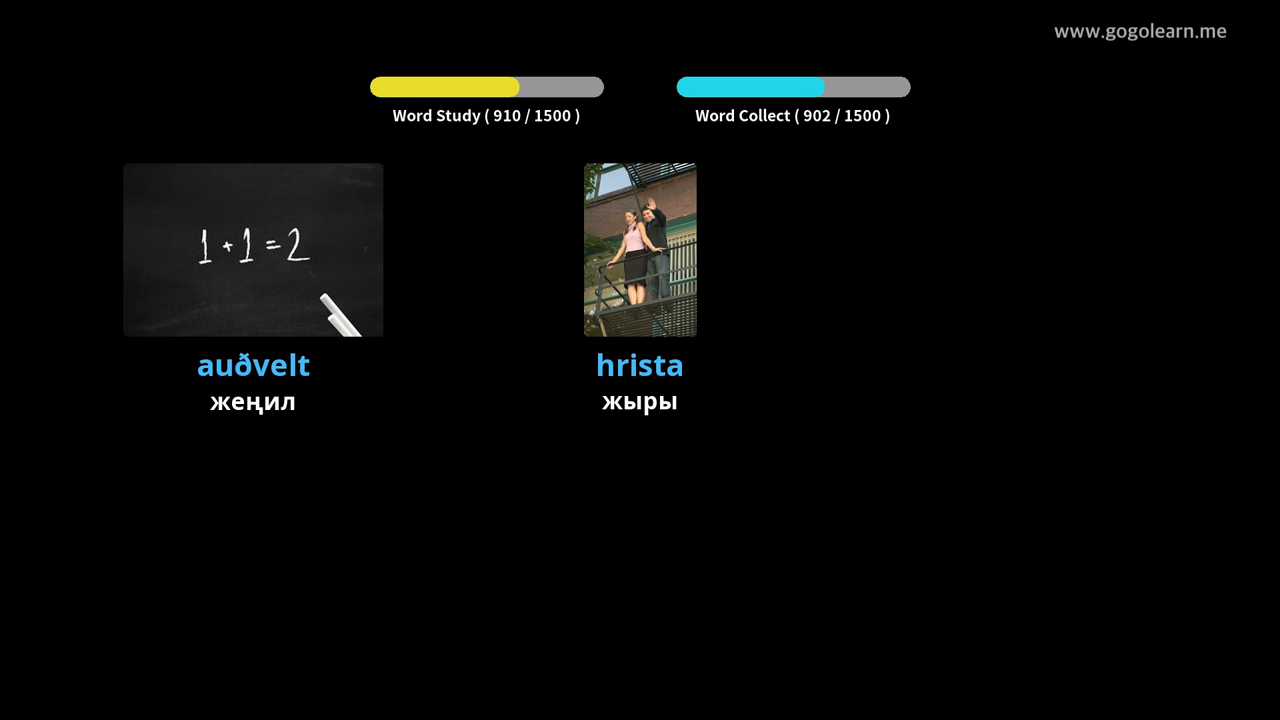 www.gogolearn.me
Word Study ( 910 / 1500 )
Word Collect ( 902 / 1500 )
1 + 1 = 2
auðvelt
hrista
жеңил
жыры